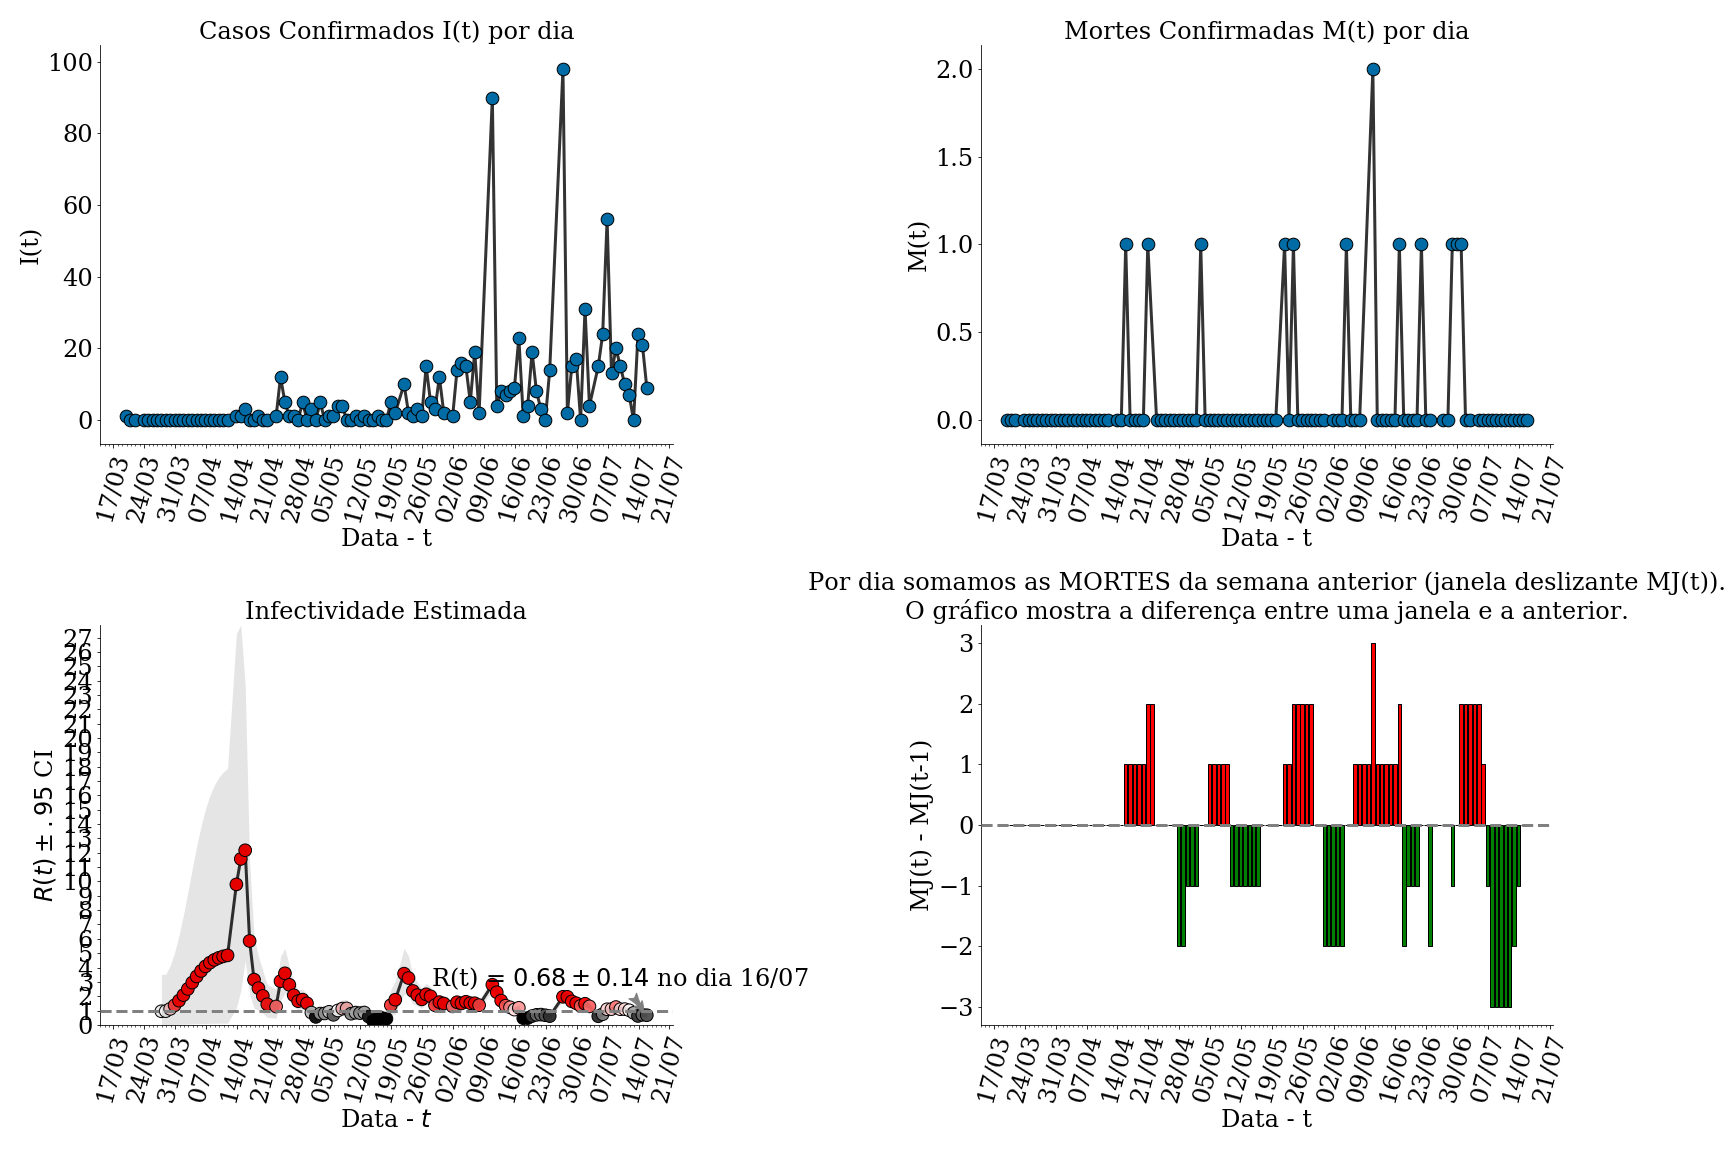 Casos Confirmados I(t) por dia
I(t)
100
80
60
40
20
0
17/03 24/03 31/03 07/04 14/04 21/04 28/04 05/05 12/05 19/05 26/05 02/06 09/06 16/06 23/06 30/06 07/07 14/07 21/07
Data - t
Mortes Confirmadas M(t) por dia
M(t)
2.0
1.5
1.0
0.5
0.0
17/03 24/03 31/03 07/04 14/04 21/04 28/04 05/05 12/05 19/05 26/05 02/06 09/06 16/06 23/06 30/06 07/07 14/07 21/07
Data - t
Infectividade Estimada
R(t) ± .95 CI
27
26
25
24
23
22
21
20
19
18
17
16
15
14
13
12
11
10
9
8
7
6
5
4
3
2
1
0
R(t) = 0.68 ± 0.14 no dia 16/07
17/03 24/03 31/03 07/04 14/04 21/04 28/04 05/05 12/05 19/05 26/05 02/06 09/06 16/06 23/06 30/06 07/07 14/07 21/07
Data - t
Por dia somamos as MORTES da semana anterior (janela deslizante MJ(t)).
O gráfico mostra a diferença entre uma janela e a anterior.
MJ(t) - MJ(t-1)
3
2
1
0
−1
−2
−3
17/03 24/03 31/03 07/04 14/04 21/04 28/04 05/05 12/05 19/05 26/05 02/06 09/06 16/06 23/06 30/06 07/07 14/07 21/07
Data - t